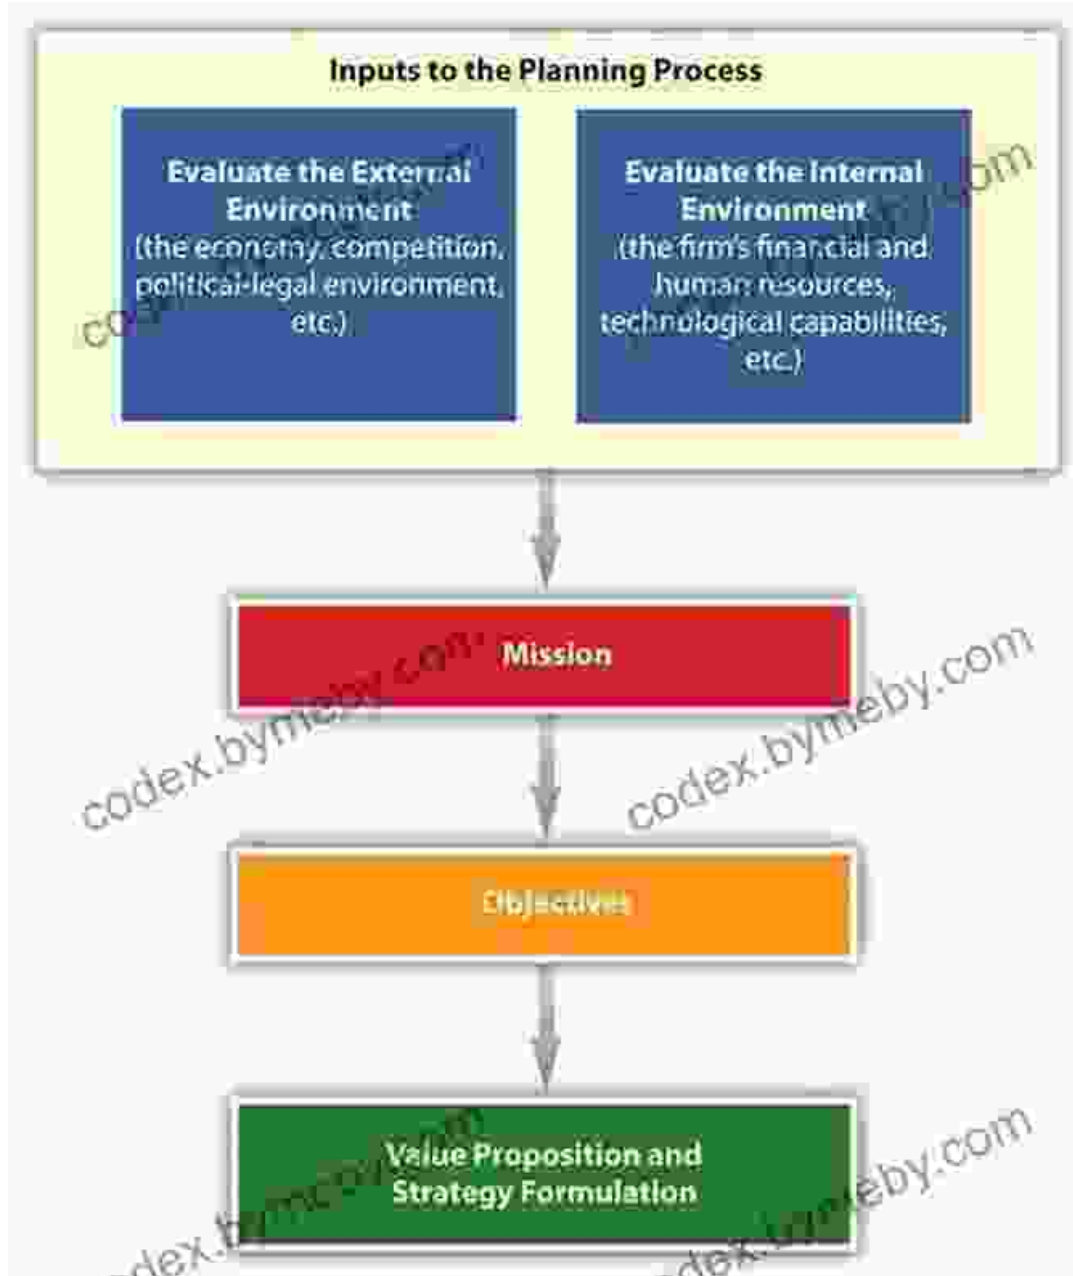 Inputs to the Planning Process
Evaluate the External
Environment
(the economy, competition,
political-legal environment,
etc.)
Evaluate the Internal
Environment
(the firm's financial and
human resources,
technological capabilities,
etc.)
Mission
Objectives
Value Proposition and
Strategy Formulation
codex.bymeby.com
codex.bymeby.com